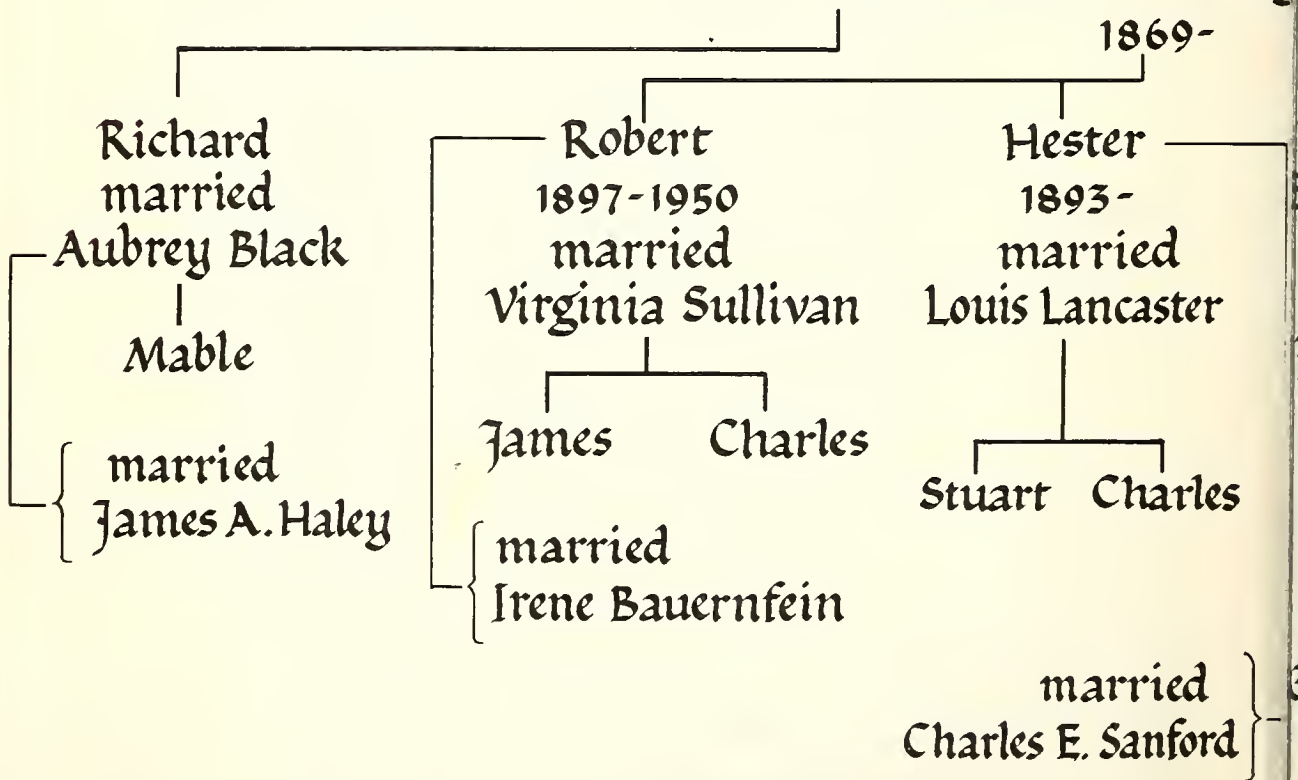 1869-
Richard
married
Aubrey Black
Mable
married
James A. Haley
Robert
1897-1950
married
Virginia Sullivan
James Charles
married
Irene Bauernfein
Hester
1893-
married
Louis Lancaster
Stuart Charles
married
Charles E. Sanford